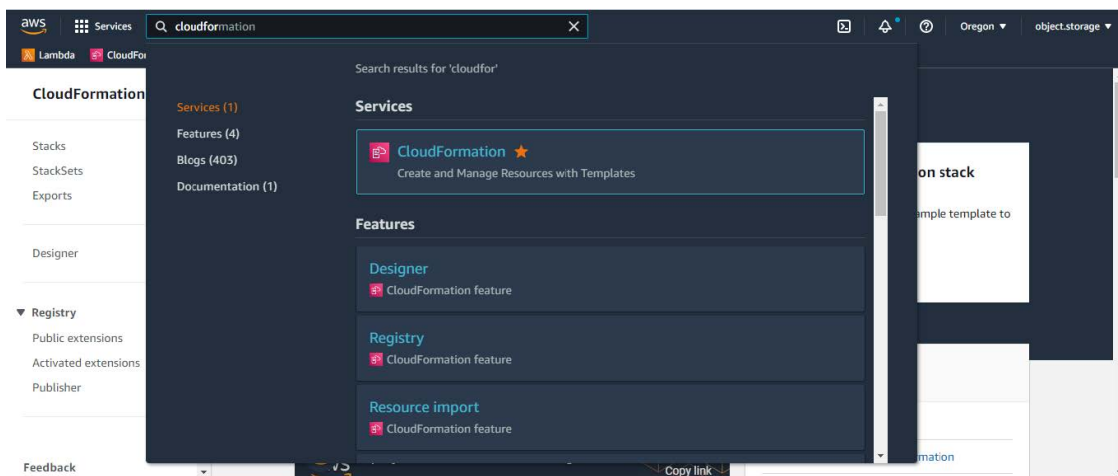 aws
Services
cloudformation
Oregon
object.storage
Lambda
CloudFo
CloudFormation
Stacks
StackSets
Exports
Designer
Registry
Public extensions
Activated extensions
Publisher
Feedback
Search results for 'cloudfor'
Services (1)
Features (4)
Blogs (403)
Documentation (1)
Services
CloudFormation
Create and Manage Resources with Templates
Features
Designer
CloudFormation feature
Registry
CloudFormation feature
Resource import
CloudFormation feature
on stack
ample template to
mation
Copy link